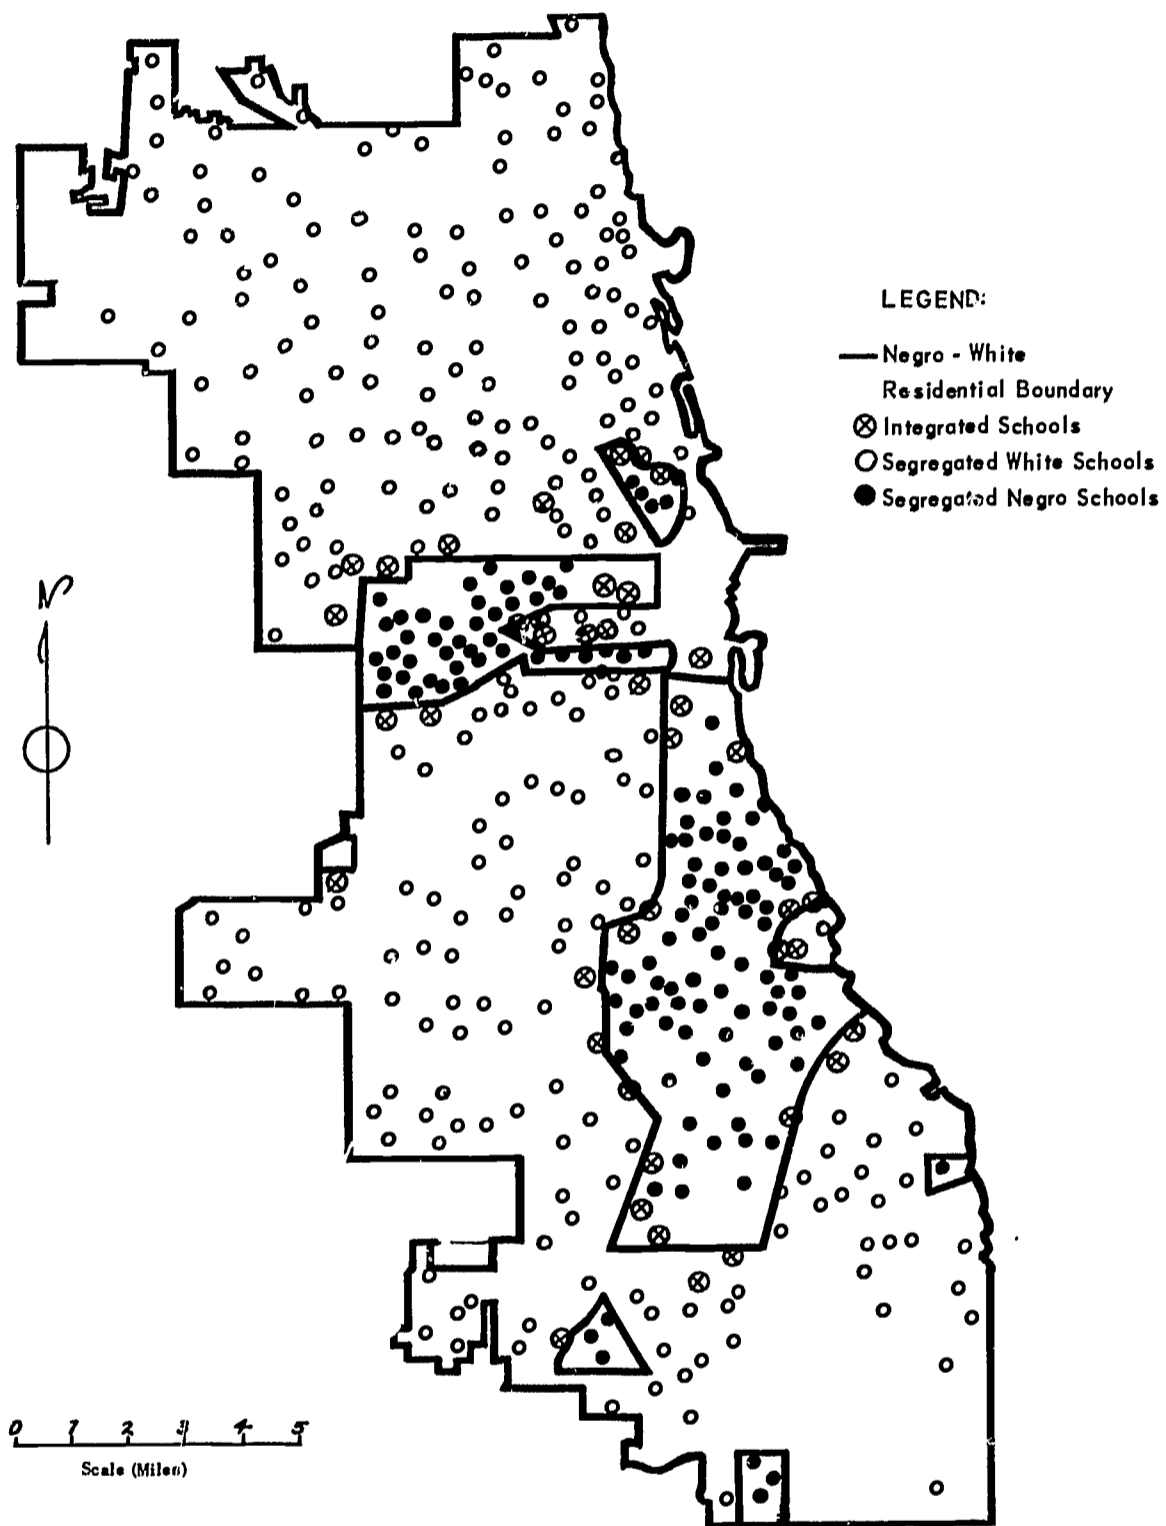 LEGEND:
Negro - White
Residential Boundary
Integrated Schools
Segregated White Schools
Segregated Negro Schools
N
0 1 2 3 4 5
Scale (Miles)